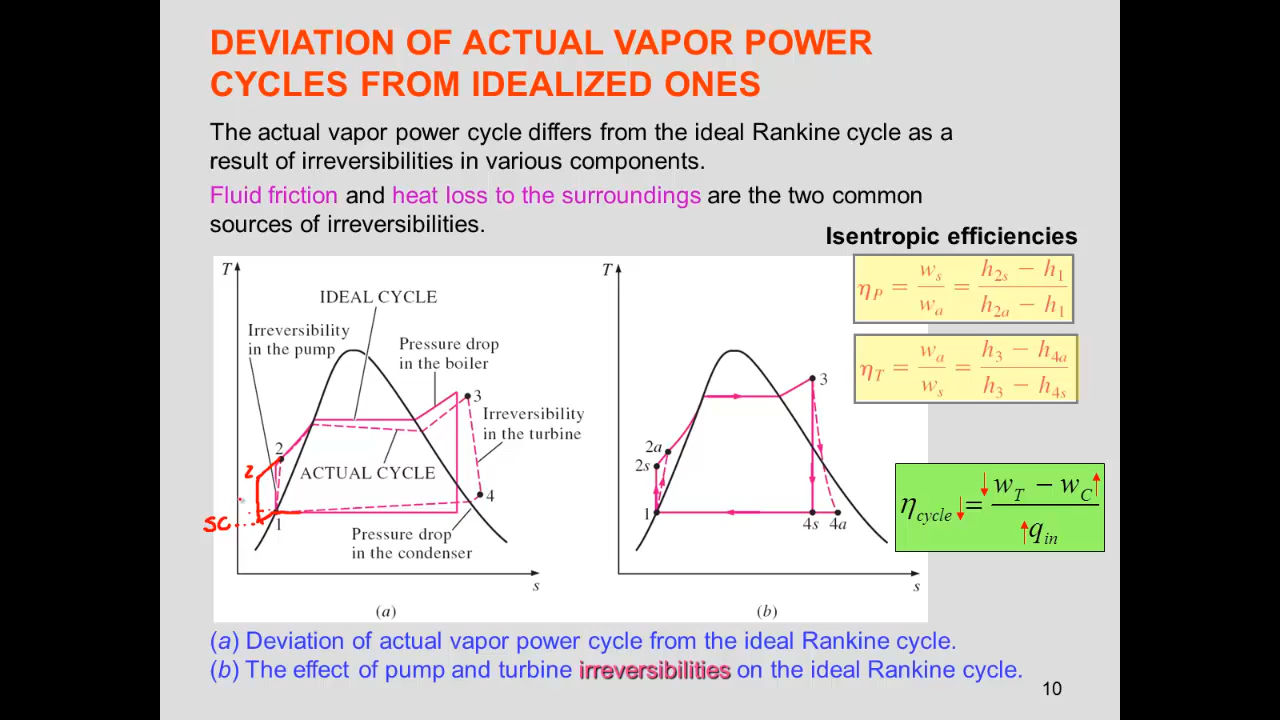 DEVIATION OF ACTUAL VAPOR POWER
CYCLES FROM IDEALIZED ONES
The actual vapor power cycle differs from the ideal Rankine cycle as a
result of irreversibilities in various components.
Fluid friction and heat loss to the surroundings are the two common
sources of irreversibilities.
Isentropic efficiencies
ηP = ws/wa = (h2s − h1)/(h2a − h1)
ηT = wa/ws = (h3 − h4a)/(h3 − h4s)
ηcycle↓ = (↓wT − wC↑)/(↑qin)
T
IDEAL CYCLE
Irreversibility
in the pump
Pressure drop
in the boiler
3
Irreversibility
in the turbine
2
2
ACTUAL CYCLE
4
SC
1
Pressure drop
in the condenser
s
(a)
T
3
2a
2s
1
4s 4a
s
(b)
(a) Deviation of actual vapor power cycle from the ideal Rankine cycle.
(b) The effect of pump and turbine irreversibilities on the ideal Rankine cycle.
10